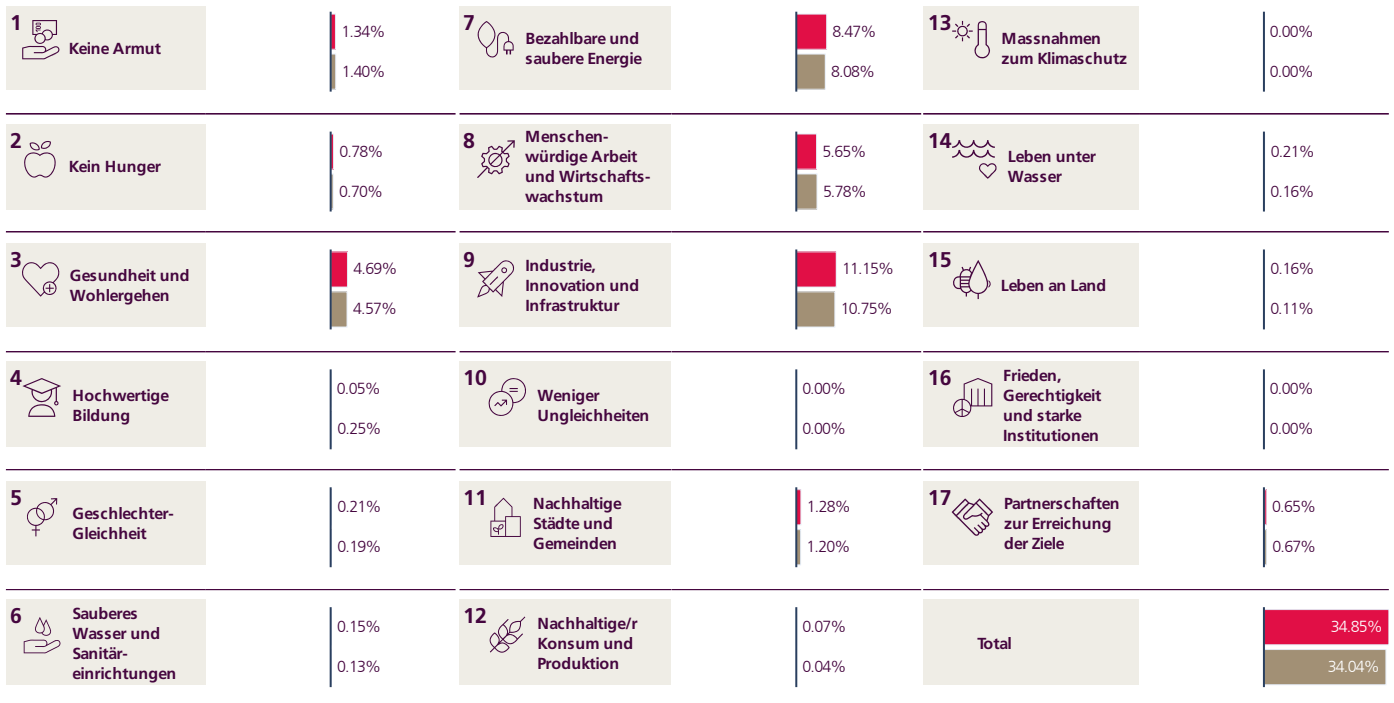 1
Keine Armut
1.34%
1.40%
2
Kein Hunger
0.78%
0.70%
3
Gesundheit und
Wohlergehen
4.69%
4.57%
4
Hochwertige
Bildung
0.05%
0.25%
5
Geschlechter-
Gleichheit
0.21%
0.19%
6
Sauberes
Wasser und
Sanitär-
einrichtungen
0.15%
0.13%
7
Bezahlbare und
saubere Energie
8.47%
8.08%
8
Menschen-
würdige Arbeit
und Wirtschafts-
wachstum
5.65%
5.78%
9
Industrie,
Innovation und
Infrastruktur
11.15%
10.75%
10
Weniger
Ungleichheiten
0.00%
0.00%
11
Nachhaltige
Städte und
Gemeinden
1.28%
1.20%
12
Nachhaltige/r
Konsum und
Produktion
0.07%
0.04%
13
Massnahmen
zum Klimaschutz
0.00%
0.00%
14
Leben unter
Wasser
0.21%
0.16%
15
Leben an Land
0.16%
0.11%
16
Frieden,
Gerechtigkeit
und starke
Institutionen
0.00%
0.00%
17
Partnerschaften
zur Erreichung
der Ziele
0.65%
0.67%
Total
34.85%
34.04%